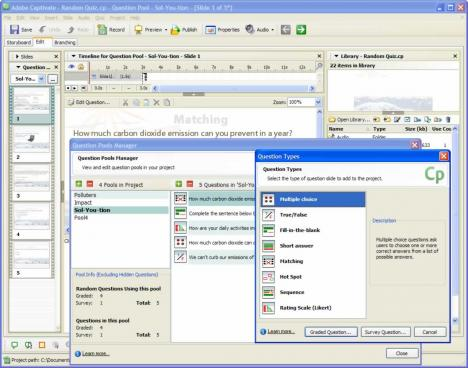 Adobe Captivate - Random Quiz.cp - Question Pool - Sol-You-tion - [Slide 1 of 5*]
File Edit View Insert Slide Audio Quiz Project Help
Save Undo Redo Record Preview Publish Properties Audio
Storyboard Edit Branching
Slides
Timeline for Question Pool - Sol-You-tion - Slide 1
Library - Random Quiz.cp
Question ...
22 items in library
Sol-Yo...
Edit Question...
Zoom: 100%
Open Library...
Name Type Size (kb) Use Cou
Audio Folder
Matching
How much carbon dioxide emission can you prevent in a year?
1
2
3
4
5
Question Pools Manager
Question Pools Manager
View and edit question pools in your project
4 Pools in Project
5 Questions in 'Sol-Yo
Polluters
Impact
Sol-You-tion
Pool4
How much carbon dioxide emis
Complete the sentence below b
How are your daily activities im
How much carbon dioxide can
We can't curb our emissions of
Pool Info (Excluding Hidden Questions)
Random Questions Using this pool
Graded: 4
Survey: 1 Total: 5
Questions in this pool
Graded: 4
Survey: 1 Total: 5
Learn more...
Close
Question Types
Question Types
Select the type of question slide to add to the project.
Cp
Multiple choice
True/False
Fill-in-the-blank
Short answer
Matching
Hot Spot
Sequence
Rating Scale (Likert)
Description
Multiple choice questions ask
users to choose one or more
correct answers from a list of
possible answers.
Learn more...
Graded Question...
Survey Question...
Cancel
Project path: C:\Document